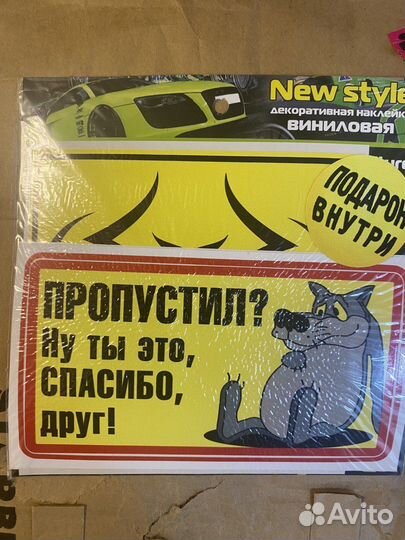 New style
декоративная наклейка
ВИНИЛОВАЯ
ПОДАРОК
ВНУТРИ
ПРОПУСТИЛ?
Ну ты это,
СПАСИБО,
друг!
Avito